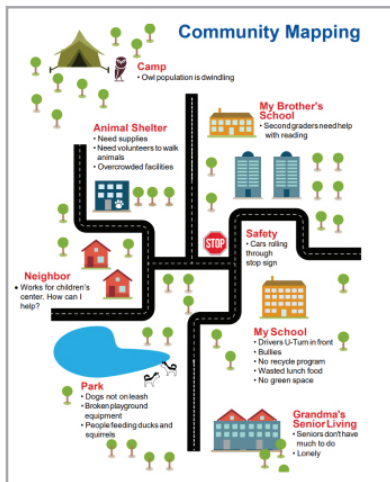 Community Mapping
Camp
• Owl population is dwindling
My Brother's
School
• Second graders need help
with reading
Animal Shelter
• Need supplies
• Need volunteers to walk
animals
• Overcrowded facilities
STOP
Safety
• Cars rolling
through
stop sign
Neighbor
• Works for children's
center. How can I
help?
My School
• Drivers U-Turn in front
• Bullies
• No recycle program
• Wasted lunch food
• No green space
Park
• Dogs not on leash
• Broken playground
equipment
• People feeding ducks and
squirrels
Grandma's
Senior Living
• Seniors don't have
much to do
• Lonely